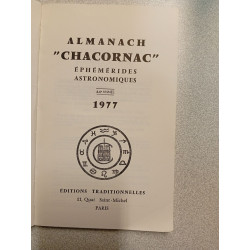 ALMANACH
"CHACORNAC"
ÉPHÉMÉRIDES
ASTRONOMIQUES
1977
EDITIONS TRADITIONNELLES
11, Quai Saint-Michel
PARIS